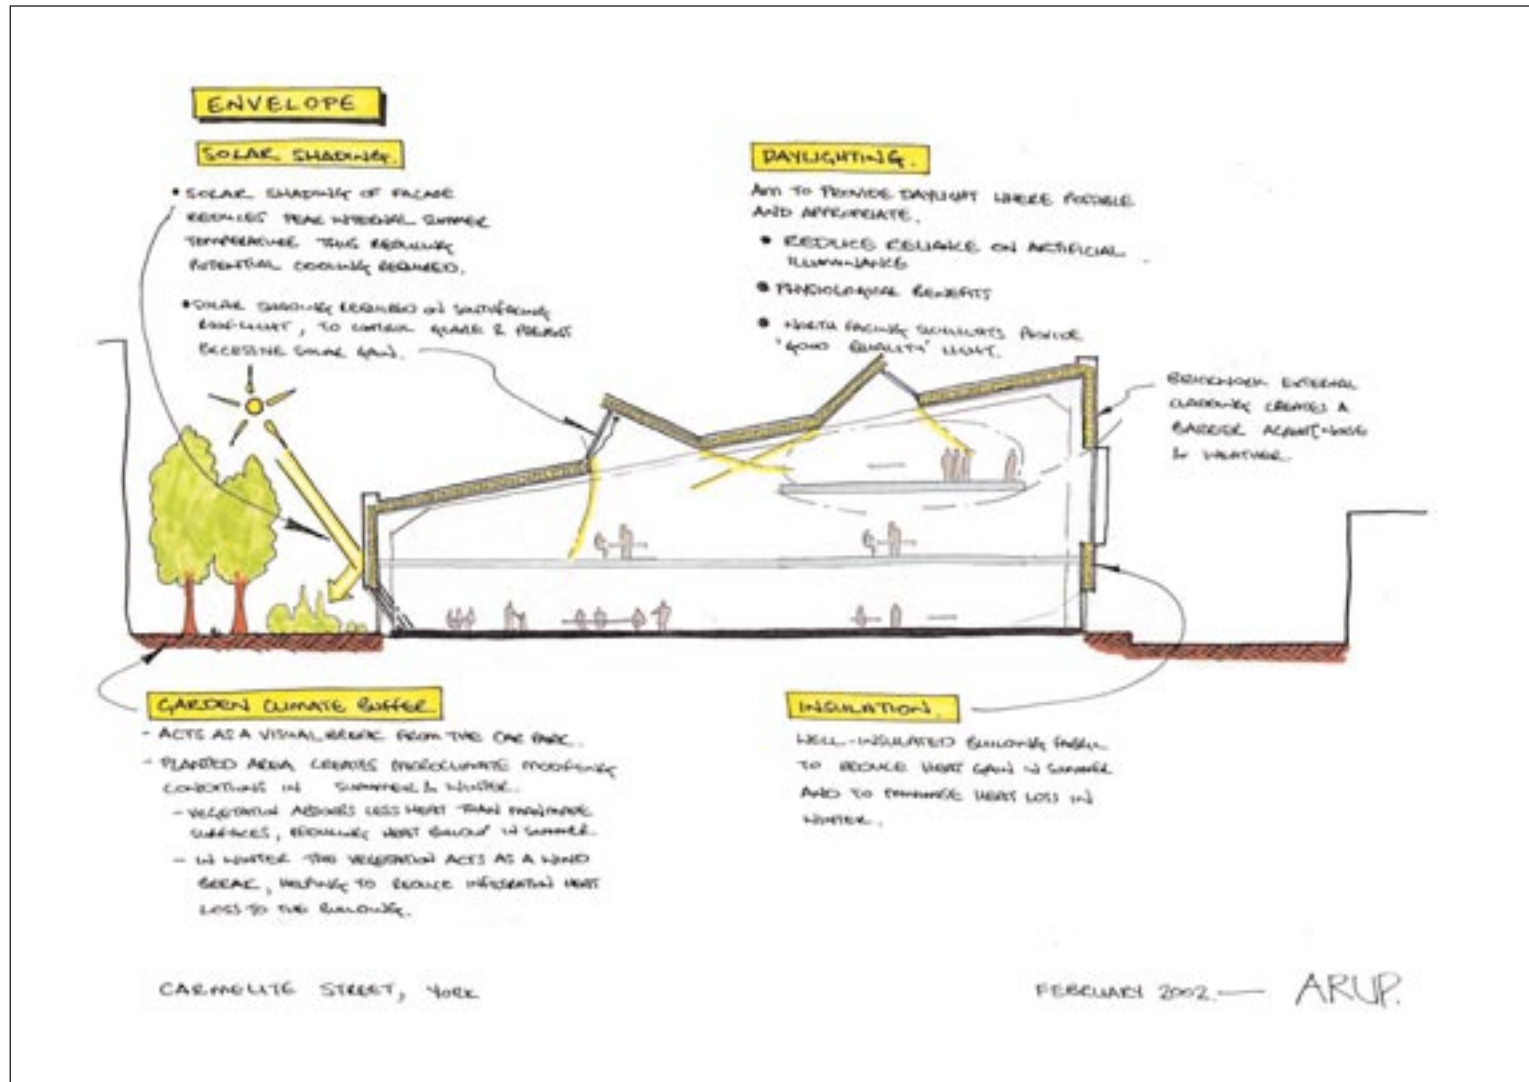 ENVELOPE
SOLAR SHADING.
• SOLAR SHADING OF FACADE
REDUCES PEAK INTERNAL SUMMER
TEMPERATURE THUS REDUCING
POTENTIAL COOLING REQUIRED.
• SOLAR SHADING REQUIRED ON SOUTH FACING
ROOFLIGHT, TO CONTROL GLARE & PREVENT
EXCESSIVE SOLAR GAIN.
DAYLIGHTING.
AIM TO PROVIDE DAYLIGHT WHERE POSSIBLE
AND APPROPRIATE.
• REDUCE RELIANCE ON ARTIFICIAL
ILLUMINANCE
• PHYSIOLOGICAL BENEFITS
• NORTH FACING SKYLIGHTS PROVIDE
'GOOD QUALITY' LIGHT.
BRICKWORK EXTERNAL
CLADDING CREATES A
BARRIER AGAINST NOISE
& WEATHER.
GARDEN CLIMATE BUFFER
- ACTS AS A VISUAL BREAK FROM THE CAR PARK.
- PLANTED AREA CREATES MICROCLIMATE MODIFYING
CONDITIONS IN SUMMER & WINTER.
- VEGETATION ABSORBS LESS HEAT THAN MANMADE
SURFACES, REDUCING HEAT BUILDUP IN SUMMER.
- IN WINTER THE VEGETATION ACTS AS A WIND
BREAK, HELPING TO REDUCE INFILTRATION HEAT
LOSS TO THE BUILDING.
INSULATION.
WELL-INSULATED BUILDING FABRIC
TO REDUCE HEAT GAIN IN SUMMER
AND TO MINIMISE HEAT LOSS IN
WINTER.
CARMELITE STREET, YORK
FEBRUARY 2002. — ARUP.